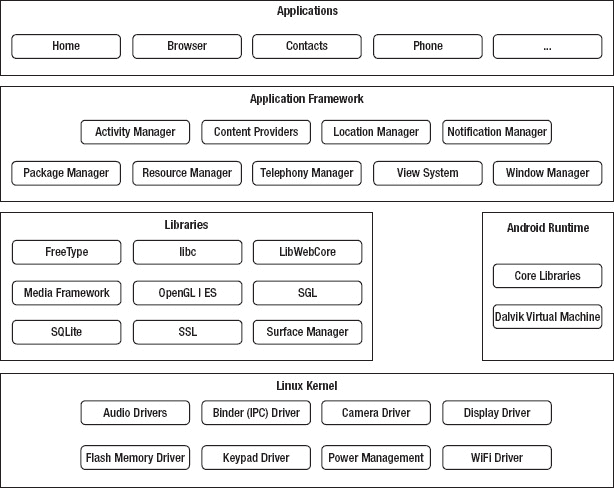 Applications
Home
Browser
Contacts
Phone
...
Application Framework
Activity Manager
Content Providers
Location Manager
Notification Manager
Package Manager
Resource Manager
Telephony Manager
View System
Window Manager
Libraries
FreeType
libc
LibWebCore
Media Framework
OpenGL | ES
SGL
SQLite
SSL
Surface Manager
Android Runtime
Core Libraries
Dalvik Virtual Machine
Linux Kernel
Audio Drivers
Binder (IPC) Driver
Camera Driver
Display Driver
Flash Memory Driver
Keypad Driver
Power Management
WiFi Driver